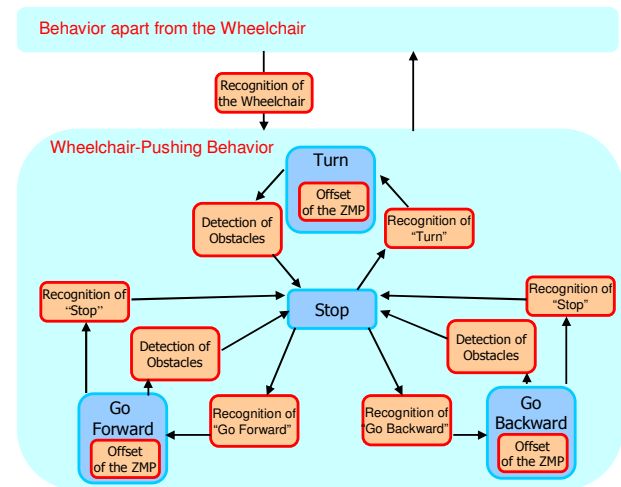 Behavior apart from the Wheelchair
Recognition of
the Wheelchair
Wheelchair-Pushing Behavior
Turn
Offset
of the ZMP
Detection of
Obstacles
Recognition of
“Turn”
Recognition of
“Stop”
Stop
Recognition of
“Stop”
Detection of
Obstacles
Detection of
Obstacles
Go
Forward
Offset
of the ZMP
Recognition of
“Go Forward”
Recognition of
“Go Backward”
Go
Backward
Offset
of the ZMP